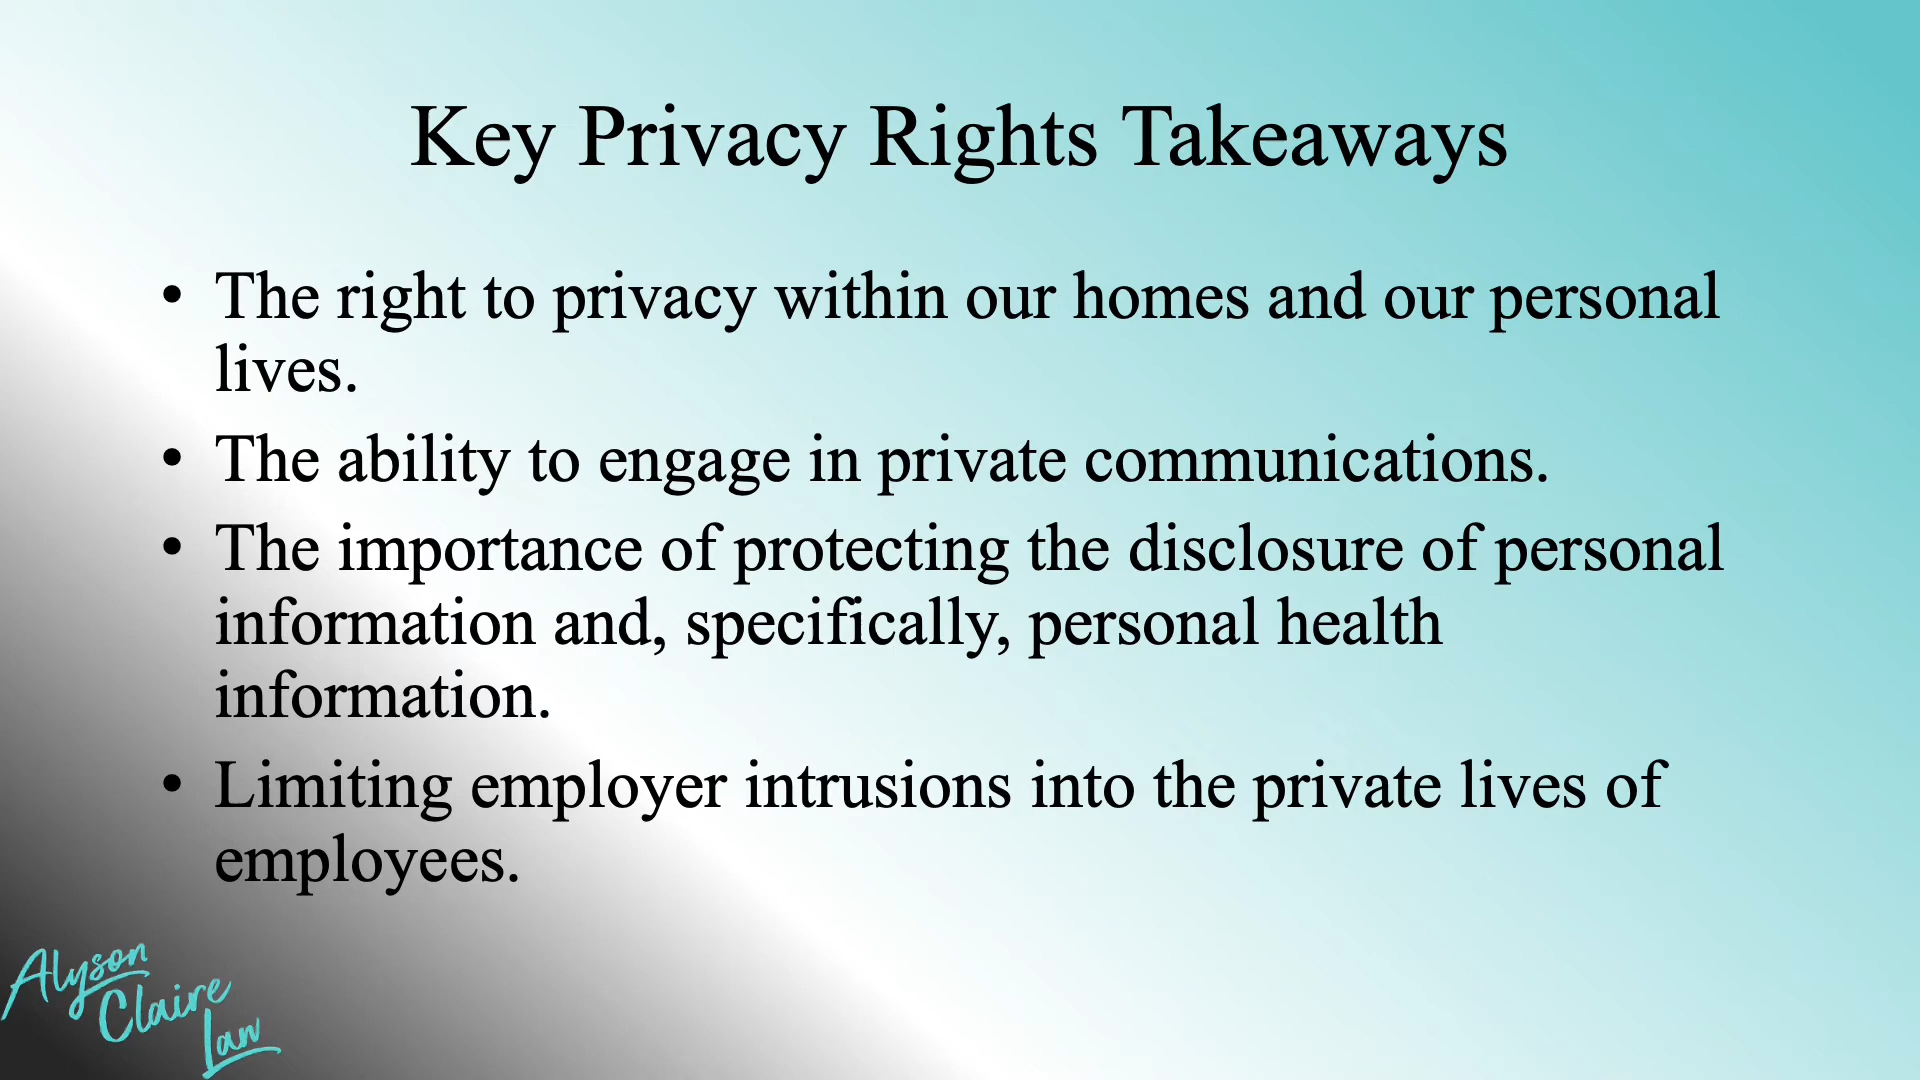 Key Privacy Rights Takeaways
• The right to privacy within our homes and our personal
lives.
• The ability to engage in private communications.
• The importance of protecting the disclosure of personal
information and, specifically, personal health
information.
• Limiting employer intrusions into the private lives of
employees.
Alyson
Claire
Law